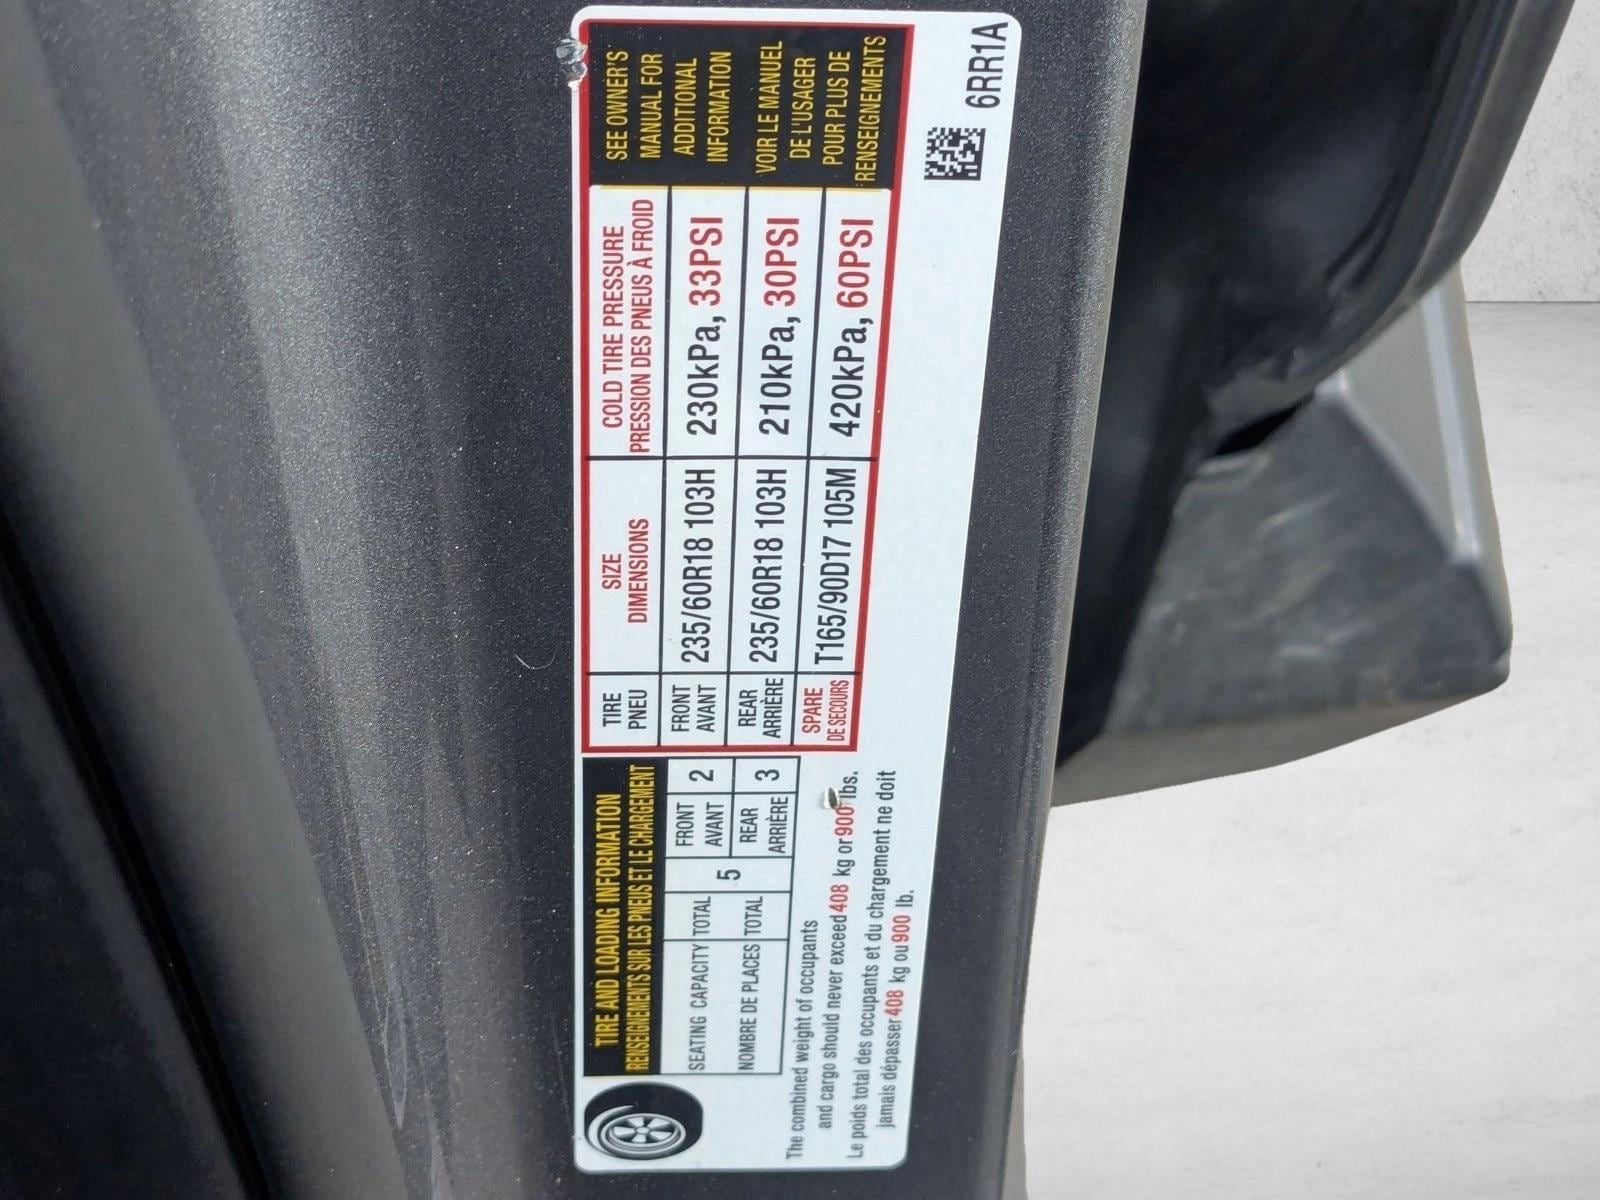 TIRE AND LOADING INFORMATION
RENSEIGNEMENTS SUR LES PNEUS ET LE CHARGEMENT
SEATING CAPACITY TOTAL 5 FRONT AVANT 2
NOMBRE DE PLACES TOTAL REAR ARRIÈRE 3
The combined weight of occupants
and cargo should never exceed 408 kg or 900 lbs.
Le poids total des occupants et du chargement ne doit
jamais dépasser 408 kg ou 900 lb.
TIRE SIZE COLD TIRE PRESSURE
PNEU DIMENSIONS PRESSION DES PNEUS À FROID
FRONT AVANT 235/60R18 103H 230kPa, 33PSI
REAR ARRIÈRE 235/60R18 103H 210kPa, 30PSI
SPARE DE SECOURS T165/90D17 105M 420kPa, 60PSI
SEE OWNER'S
MANUAL FOR
ADDITIONAL
INFORMATION
VOIR LE MANUEL
DE L'USAGER
POUR PLUS DE
RENSEIGNEMENTS
6RR1A